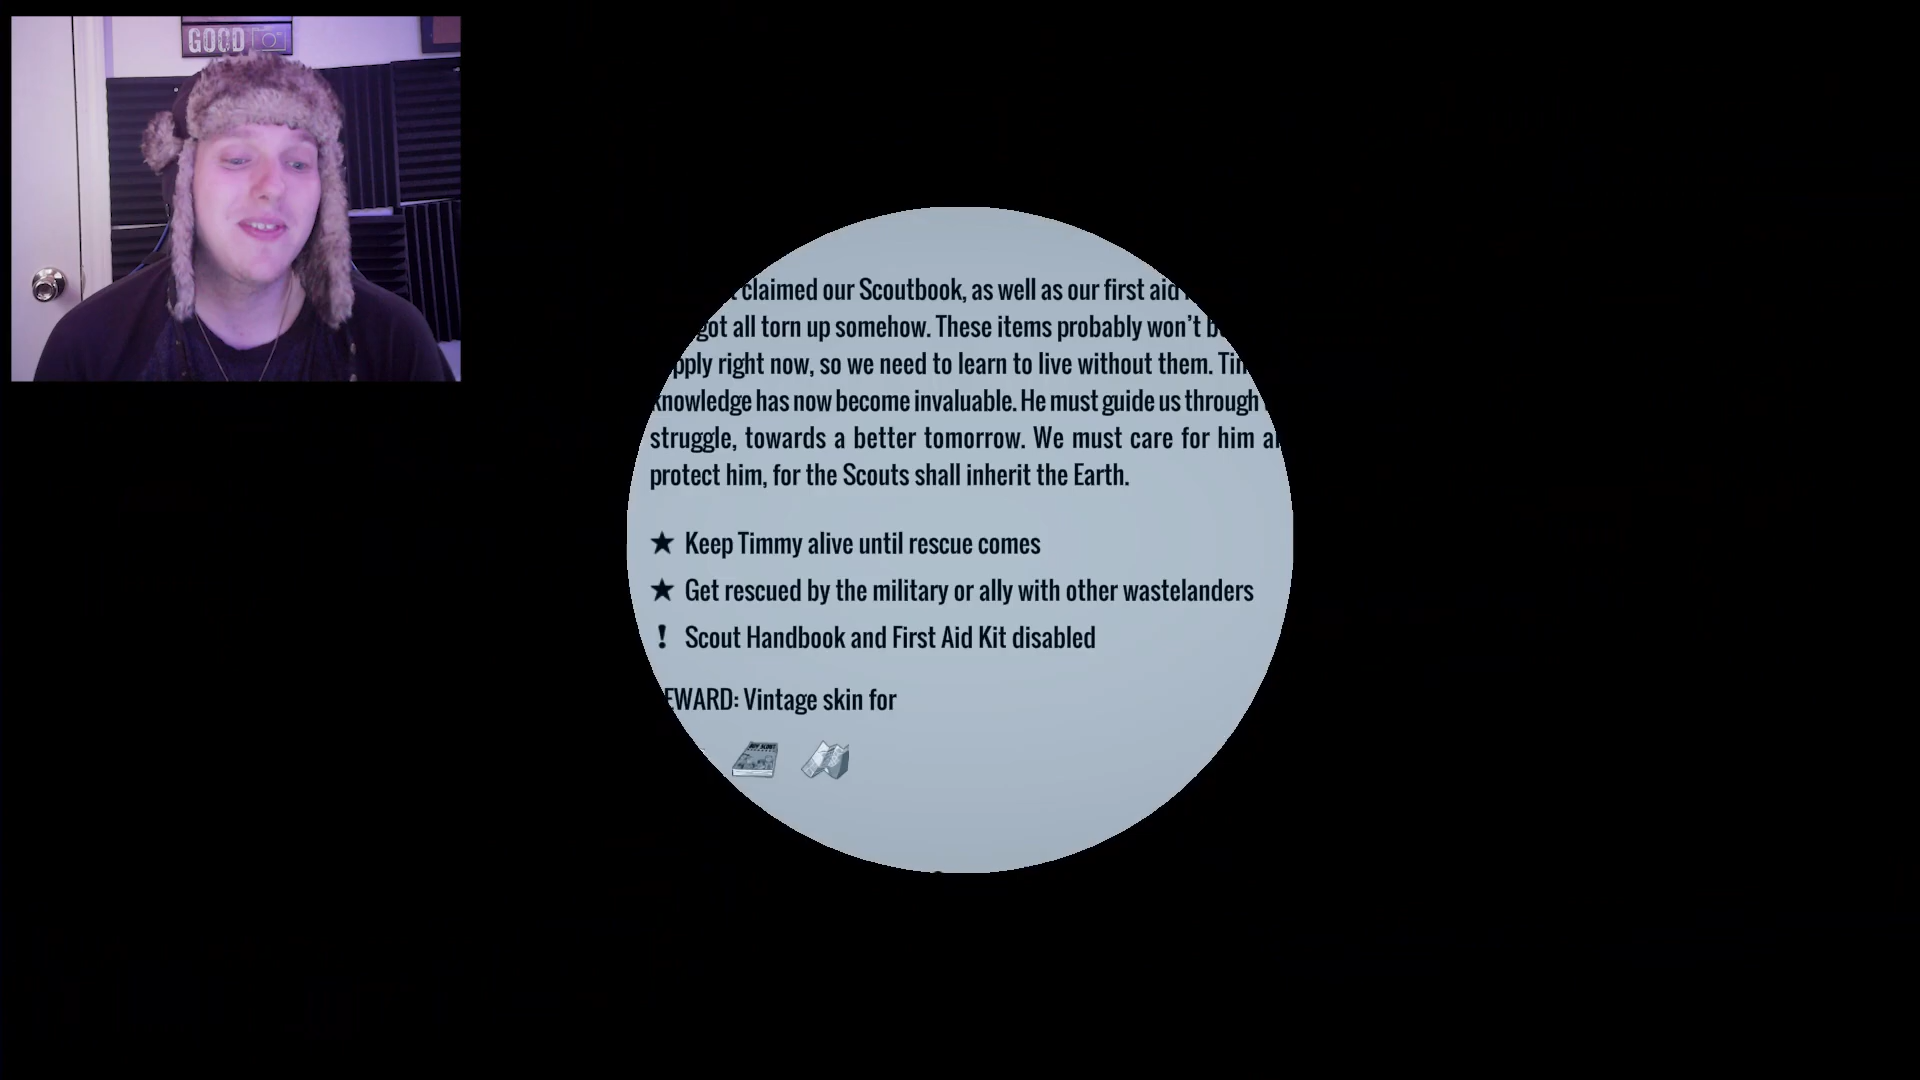 GOOD
claimed our Scoutbook, as well as our first aid
got all torn up somehow. These items probably won't
right now, so we need to learn to live without them.
knowledge has now become invaluable. He must guide us through
struggle, towards a better tomorrow. We must care for him
protect him, for the Scouts shall inherit the Earth.
★ Keep Timmy alive until rescue comes
★ Get rescued by the military or ally with other wastelanders
! Scout Handbook and First Aid Kit disabled
EWARD: Vintage skin for